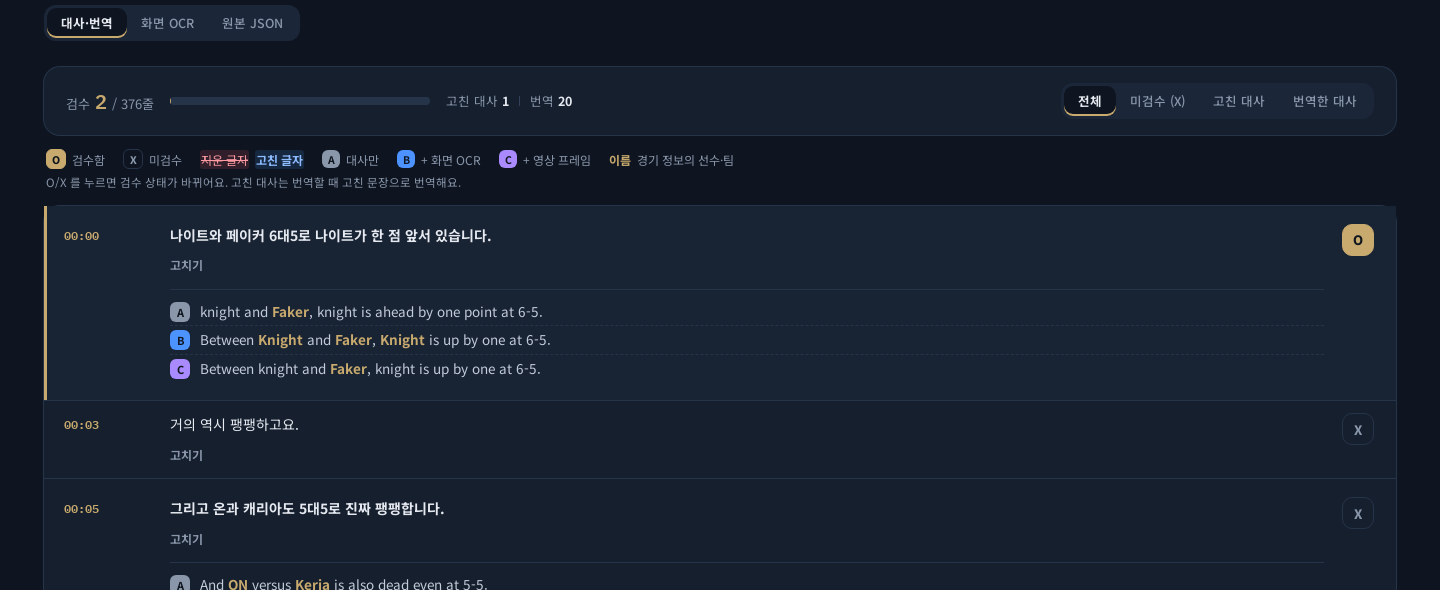 대사·번역 화면 OCR 원본 JSON
검수 2 / 376줄 고친 대사 1 번역 20 전체 미검수 (X) 고친 대사 번역한 대사
O 검수함 X 미검수 지운 글자 고친 글자 A 대사만 B + 화면 OCR C + 영상 프레임 이름 경기 정보의 선수·팀
O/X 를 누르면 검수 상태가 바뀌어요. 고친 대사는 번역할 때 고친 문장으로 번역해요.
00:00 나이트와 페이커 6대5로 나이트가 한 점 앞서 있습니다. O
고치기
A knight and Faker, knight is ahead by one point at 6-5.
B Between Knight and Faker, Knight is up by one at 6-5.
C Between knight and Faker, knight is up by one at 6-5.
00:03 거의 역시 팽팽하고요. X
고치기
00:05 그리고 온과 캐리아도 5대5로 진짜 팽팽합니다. X
고치기
A And ON versus Keria is also dead even at 5-5.